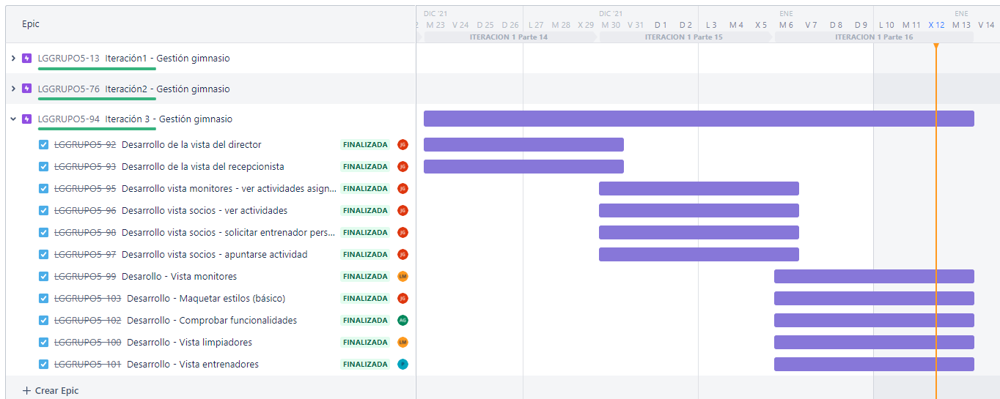 Epic
DIC '21 DIC '21 ENE ENE
2 M 23 V 24 D 25 D 26 L 27 M 28 X 29 M 30 V 31 D 1 D 2 L 3 M 4 X 5 M 6 V 7 D 8 D 9 L 10 M 11 X 12 M 13 V 14
ITERACION 1 Parte 14 ITERACION 1 Parte 15 ITERACION 1 Parte 16
LGGRUPO5-13 Iteración1 - Gestión gimnasio
LGGRUPO5-76 Iteración2 - Gestión gimnasio
LGGRUPO5-94 Iteración 3 - Gestión gimnasio
LGGRUPO5-92 Desarrollo de la vista del director FINALIZADA JG
LGGRUPO5-93 Desarrollo de la vista del recepcionista FINALIZADA JG
LGGRUPO5-95 Desarrollo vista monitores - ver actividades asign... FINALIZADA JG
LGGRUPO5-96 Desarrollo vista socios - ver actividades FINALIZADA JG
LGGRUPO5-98 Desarrollo vista socios - solicitar entrenador pers... FINALIZADA JG
LGGRUPO5-97 Desarrollo vista socios - apuntarse actividad FINALIZADA JG
LGGRUPO5-99 Desarollo - Vista monitores FINALIZADA LM
LGGRUPO5-103 Desarrollo - Maquetar estilos (básico) FINALIZADA JG
LGGRUPO5-102 Desarrollo - Comprobar funcionalidades FINALIZADA AG
LGGRUPO5-100 Desarrollo - Vista limpiadores FINALIZADA LM
LGGRUPO5-101 Desarrollo - Vista entrenadores FINALIZADA P
+ Crear Epic